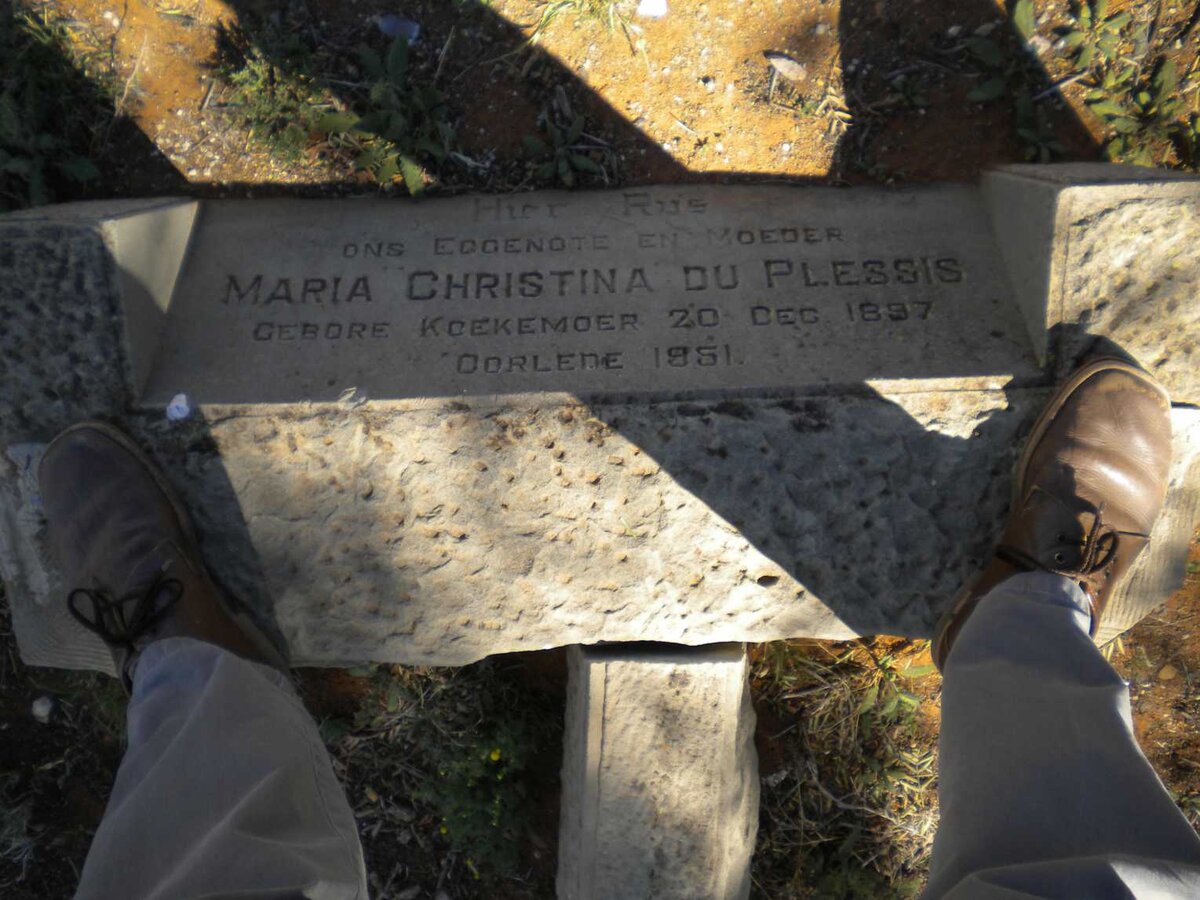 Hier Rus
ONS EGGENOTE EN MOEDER
MARIA CHRISTINA DU PLESSIS
GEBORE KOEKEMOER 20 DEC 1897
OORLEDE 1951.